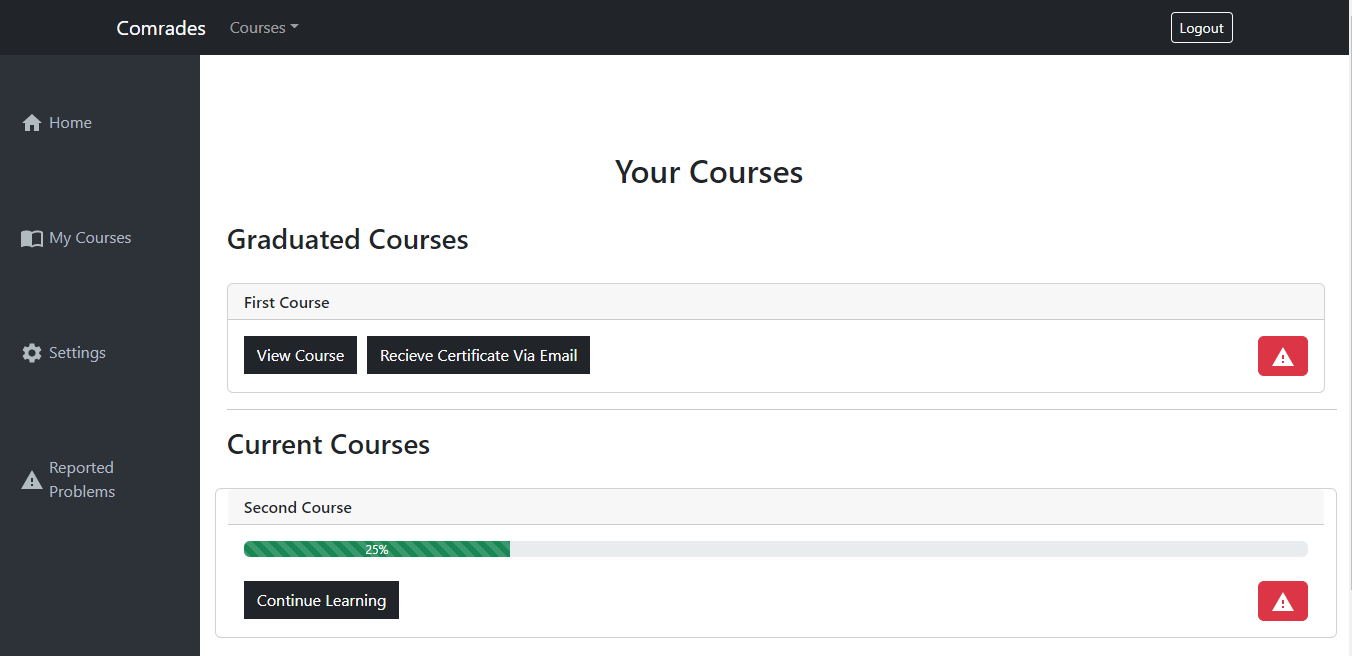 Comrades Courses Logout
Home
My Courses
Settings
Reported
Problems
Your Courses
Graduated Courses
First Course
View Course Recieve Certificate Via Email
Current Courses
Second Course
25%
Continue Learning